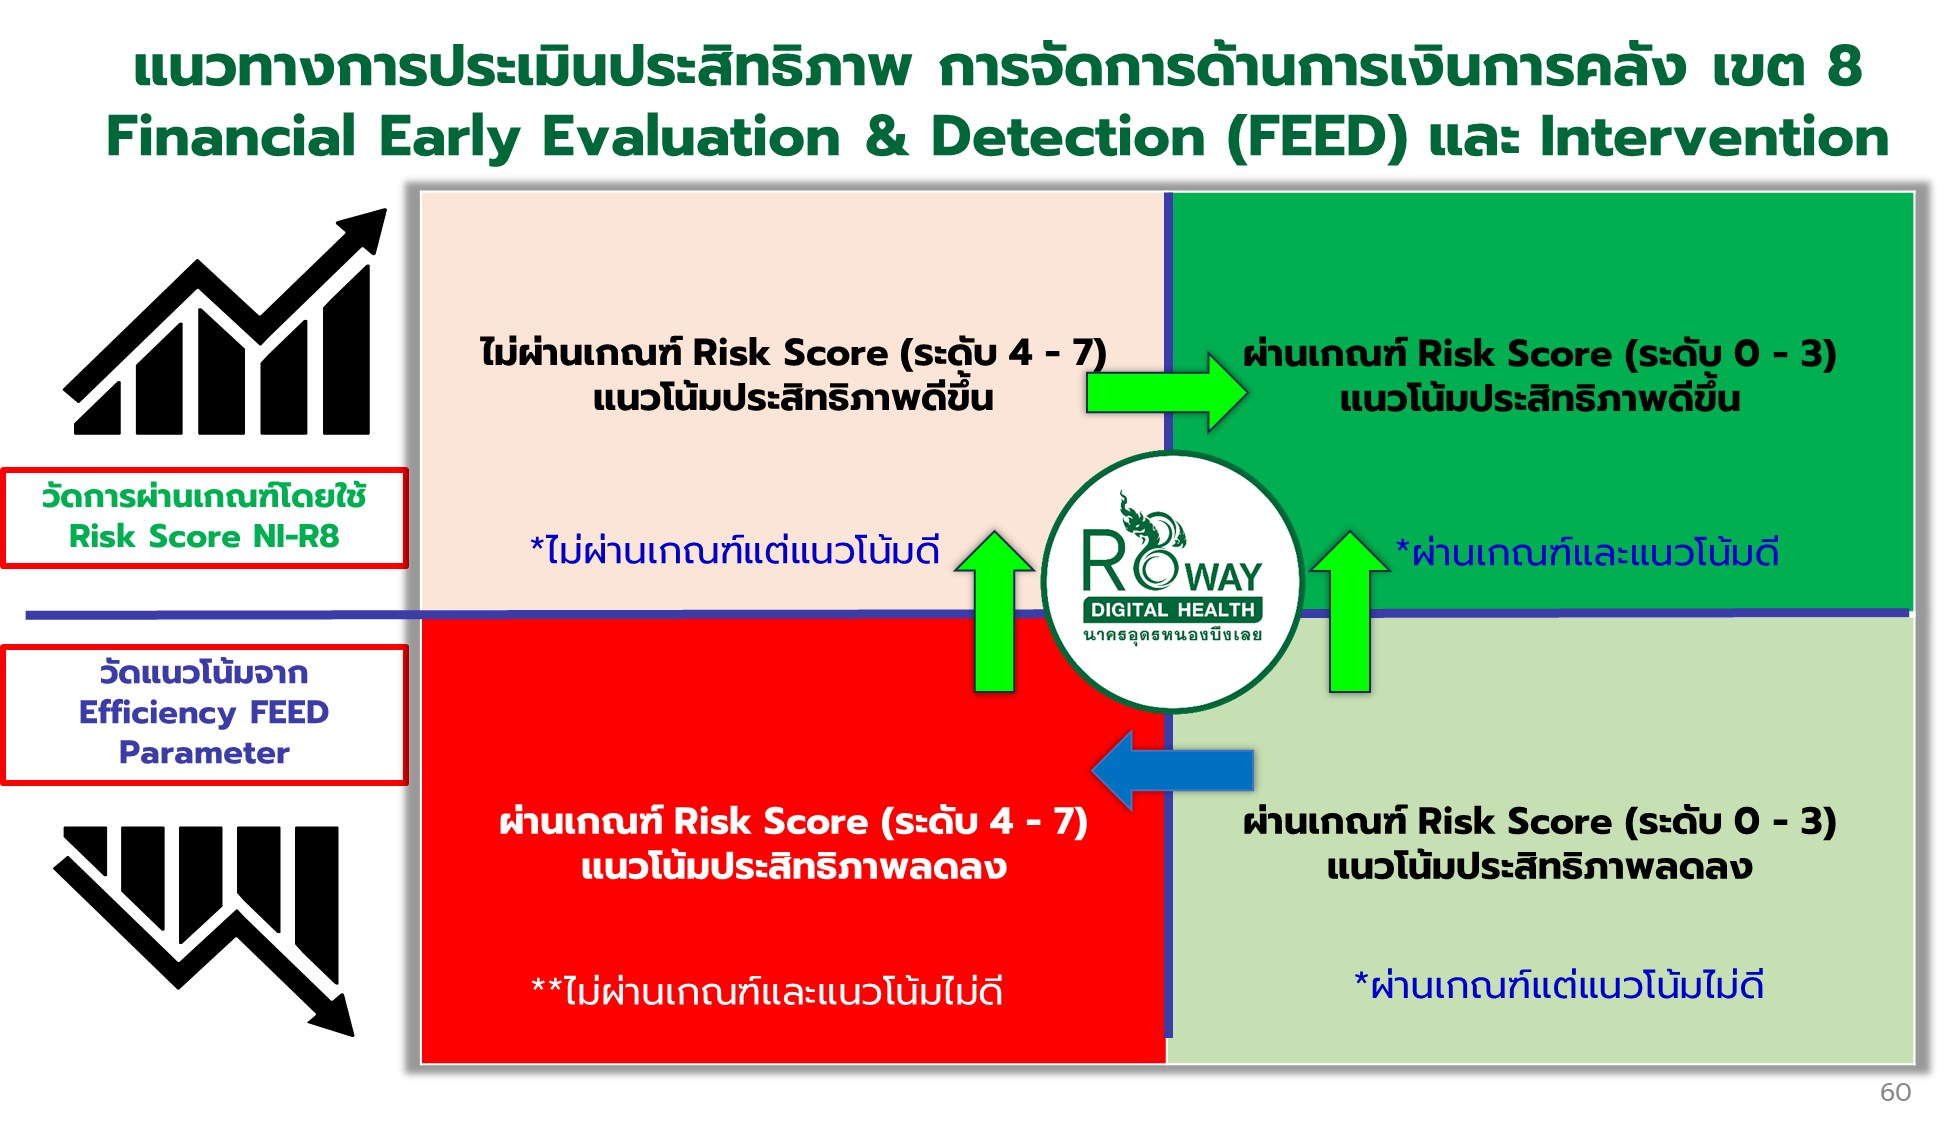 แนวทางการประเมินประสิทธิภาพ การจัดการด้านการเงินการคลัง เขต 8
Financial Early Evaluation & Detection (FEED) และ Intervention
ไม่ผ่านเกณฑ์ Risk Score (ระดับ 4 - 7)
แนวโน้มประสิทธิภาพดีขึ้น
*ไม่ผ่านเกณฑ์แต่แนวโน้มดี
ผ่านเกณฑ์ Risk Score (ระดับ 0 - 3)
แนวโน้มประสิทธิภาพดีขึ้น
*ผ่านเกณฑ์และแนวโน้มดี
วัดการผ่านเกณฑ์โดยใช้
Risk Score NI-R8
R8WAY
DIGITAL HEALTH
นาครอุดรหนองบึงเลย
วัดแนวโน้มจาก
Efficiency FEED
Parameter
ผ่านเกณฑ์ Risk Score (ระดับ 4 - 7)
แนวโน้มประสิทธิภาพลดลง
**ไม่ผ่านเกณฑ์และแนวโน้มไม่ดี
ผ่านเกณฑ์ Risk Score (ระดับ 0 - 3)
แนวโน้มประสิทธิภาพลดลง
*ผ่านเกณฑ์แต่แนวโน้มไม่ดี
60